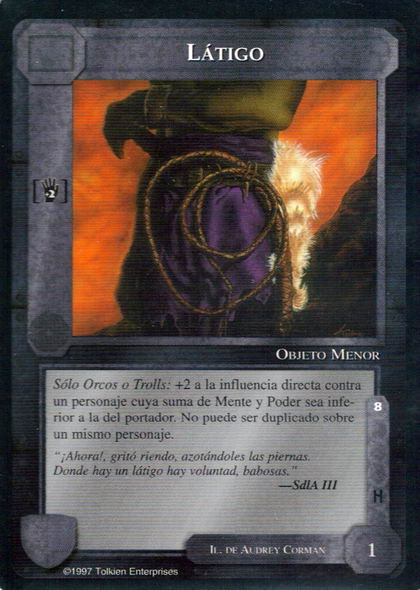 LÁTIGO
[2]
OBJETO MENOR
Sólo Orcos o Trolls: +2 a la influencia directa contra
un personaje cuya suma de Mente y Poder sea infe-
rior a la del portador. No puede ser duplicado sobre
un mismo personaje.
"¡Ahora!, gritó riendo, azotándoles las piernas.
Donde hay un látigo hay voluntad, babosas."
—SdlA III
8
H
IL. DE AUDREY CORMAN
1
©1997 Tolkien Enterprises